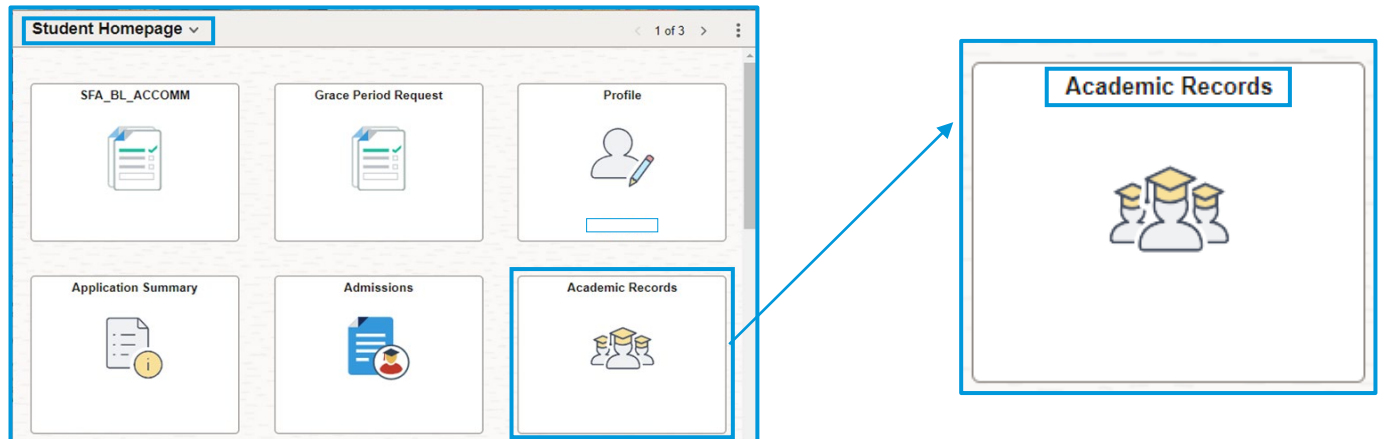 Student Homepage
1 of 3
SFA_BL_ACCOMM
Grace Period Request
Profile
Application Summary
Admissions
Academic Records
i
Academic Records